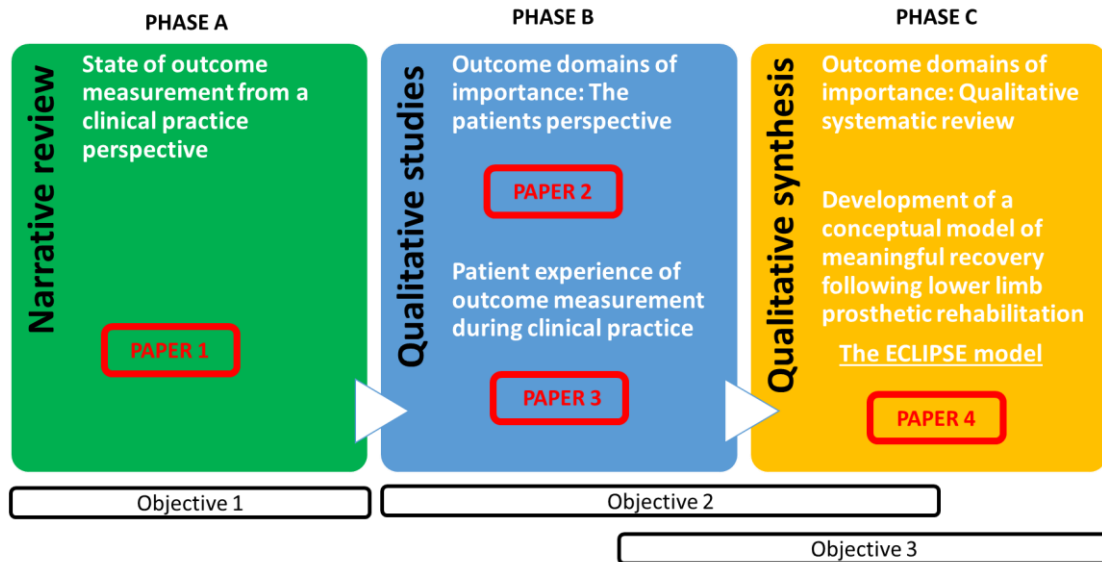 PHASE A
Narrative review
State of outcome
measurement from a
clinical practice
perspective
PAPER 1
PHASE B
Qualitative studies
Outcome domains of
importance: The
patients perspective
PAPER 2
Patient experience of
outcome measurement
during clinical practice
PAPER 3
PHASE C
Qualitative synthesis
Outcome domains of
importance: Qualitative
systematic review
Development of a
conceptual model of
meaningful recovery
following lower limb
prosthetic rehabilitation
The ECLIPSE model
PAPER 4
Objective 1
Objective 2
Objective 3